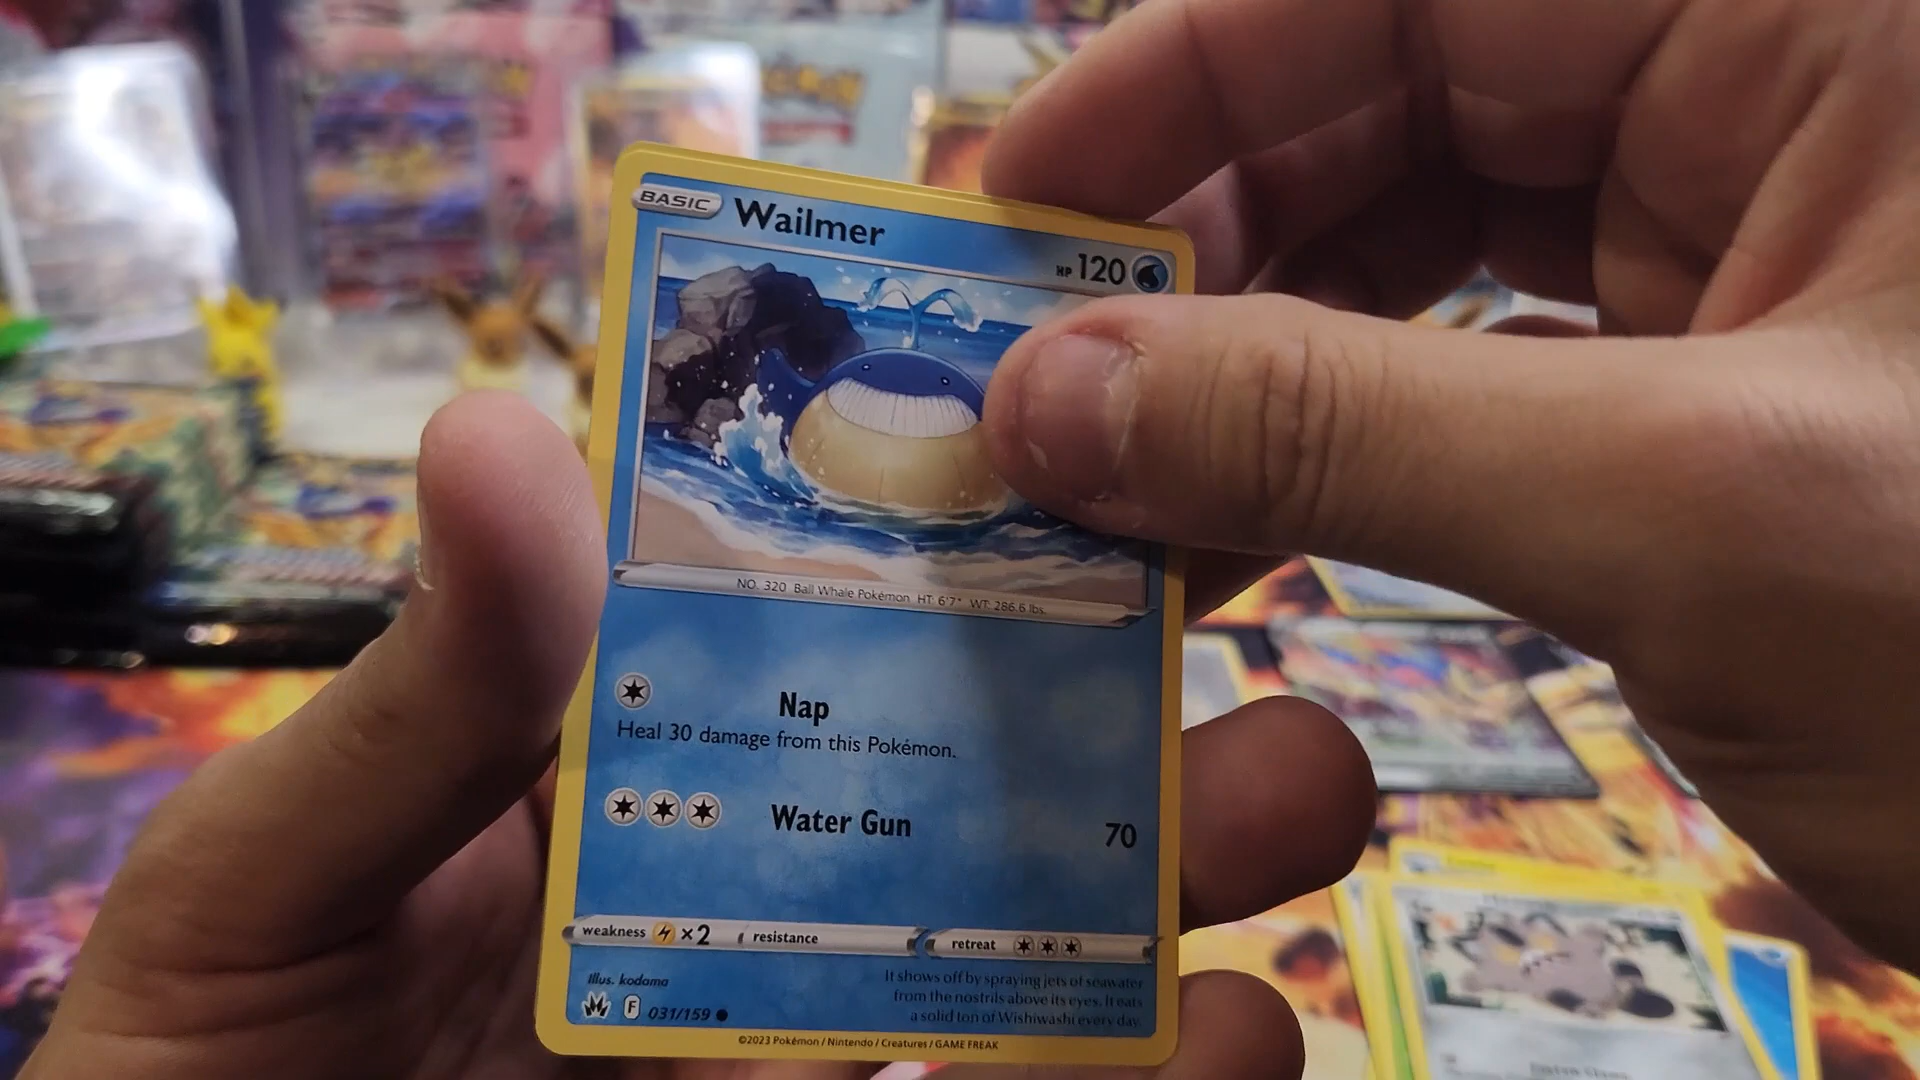 BASIC
Wailmer
HP 120
NO. 320 Ball Whale Pokémon HT: 6'7" WT: 286.6 lbs.
Nap
Heal 30 damage from this Pokémon.
Water Gun 70
weakness ×2 resistance retreat
Illus. kodama
It shows off by spraying jets of seawater
from the nostrils above its eyes. It eats
a solid ton of Wishiwashi every day.
F 031/159
©2023 Pokémon / Nintendo / Creatures / GAME FREAK